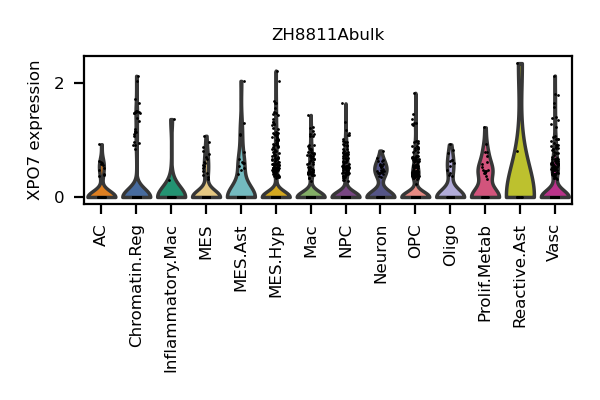 ZH8811Abulk
XPO7 expression
2
0
AC
Chromatin.Reg
Inflammatory.Mac
MES
MES.Ast
MES.Hyp
Mac
NPC
Neuron
OPC
Oligo
Prolif.Metab
Reactive.Ast
Vasc